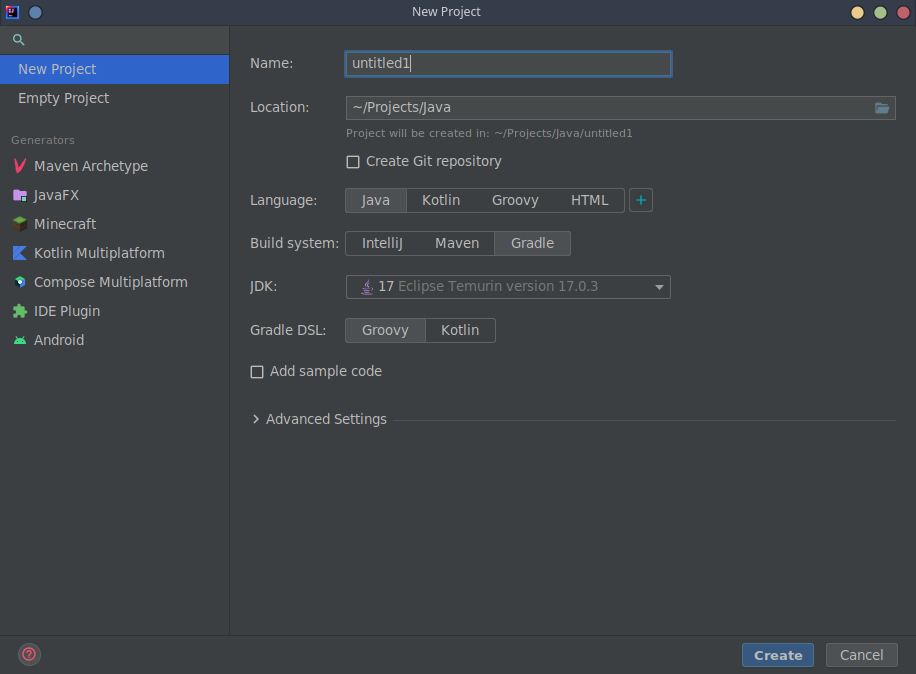 New Project
New Project
Empty Project
Generators
Maven Archetype
JavaFX
Minecraft
Kotlin Multiplatform
Compose Multiplatform
IDE Plugin
Android
Name: untitled1
Location: ~/Projects/Java
Project will be created in: ~/Projects/Java/untitled1
Create Git repository
Language: Java Kotlin Groovy HTML +
Build system: IntelliJ Maven Gradle
JDK: 17 Eclipse Temurin version 17.0.3
Gradle DSL: Groovy Kotlin
Add sample code
Advanced Settings
? Create Cancel